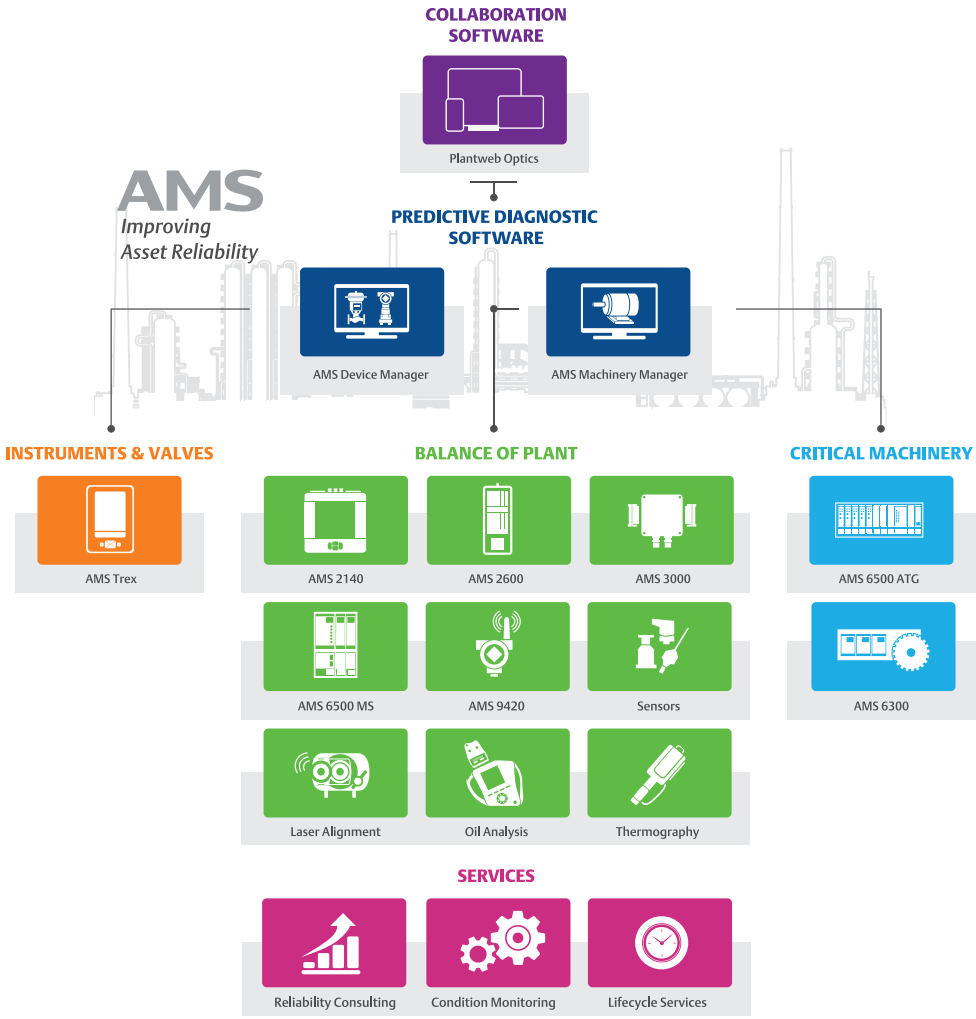 COLLABORATION
SOFTWARE
Plantweb Optics
AMS
Improving
Asset Reliability
PREDICTIVE DIAGNOSTIC
SOFTWARE
AMS Device Manager
AMS Machinery Manager
INSTRUMENTS & VALVES
BALANCE OF PLANT
CRITICAL MACHINERY
AMS Trex
AMS 2140
AMS 2600
AMS 3000
AMS 6500 ATG
AMS 6500 MS
AMS 9420
Sensors
AMS 6300
Laser Alignment
Oil Analysis
Thermography
SERVICES
Reliability Consulting
Condition Monitoring
Lifecycle Services